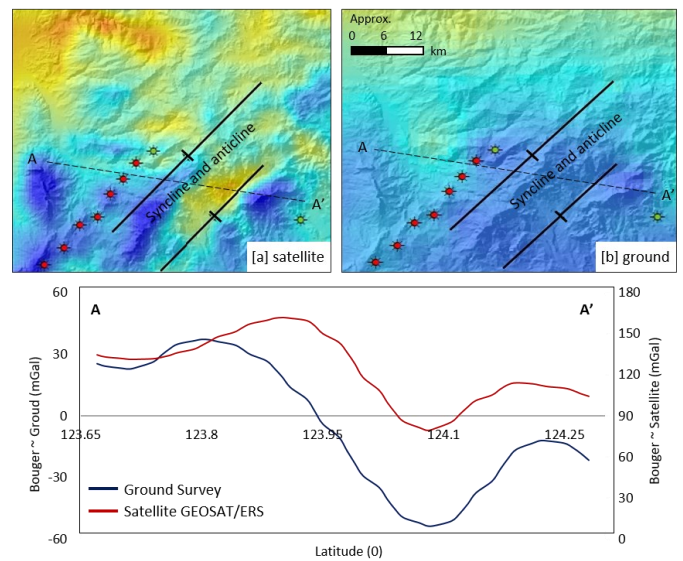 Approx.
0 6 12
km
A
A'
Syncline and anticline
[a] satellite
A
A'
Syncline and anticline
[b] ground
60
30
0
-30
-60
Bouger ~ Groud (mGal)
A
A'
180
150
120
90
60
30
0
Bouger ~ Satellite (mGal)
123.65 123.8 123.95 124.1 124.25
Ground Survey
Satellite GEOSAT/ERS
Latitude (0)